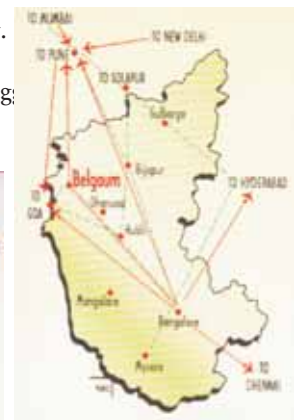 TO MUMBAI
TO PUNE
TO NEW DELHI
TO SOLAPUR
Gulbarga
Bijapur
Belgaum
TO HYDERABAD
Dharwad
TO GOA
Hubli
Mangalore
Bangalore
Mysore
TO CHENNAI